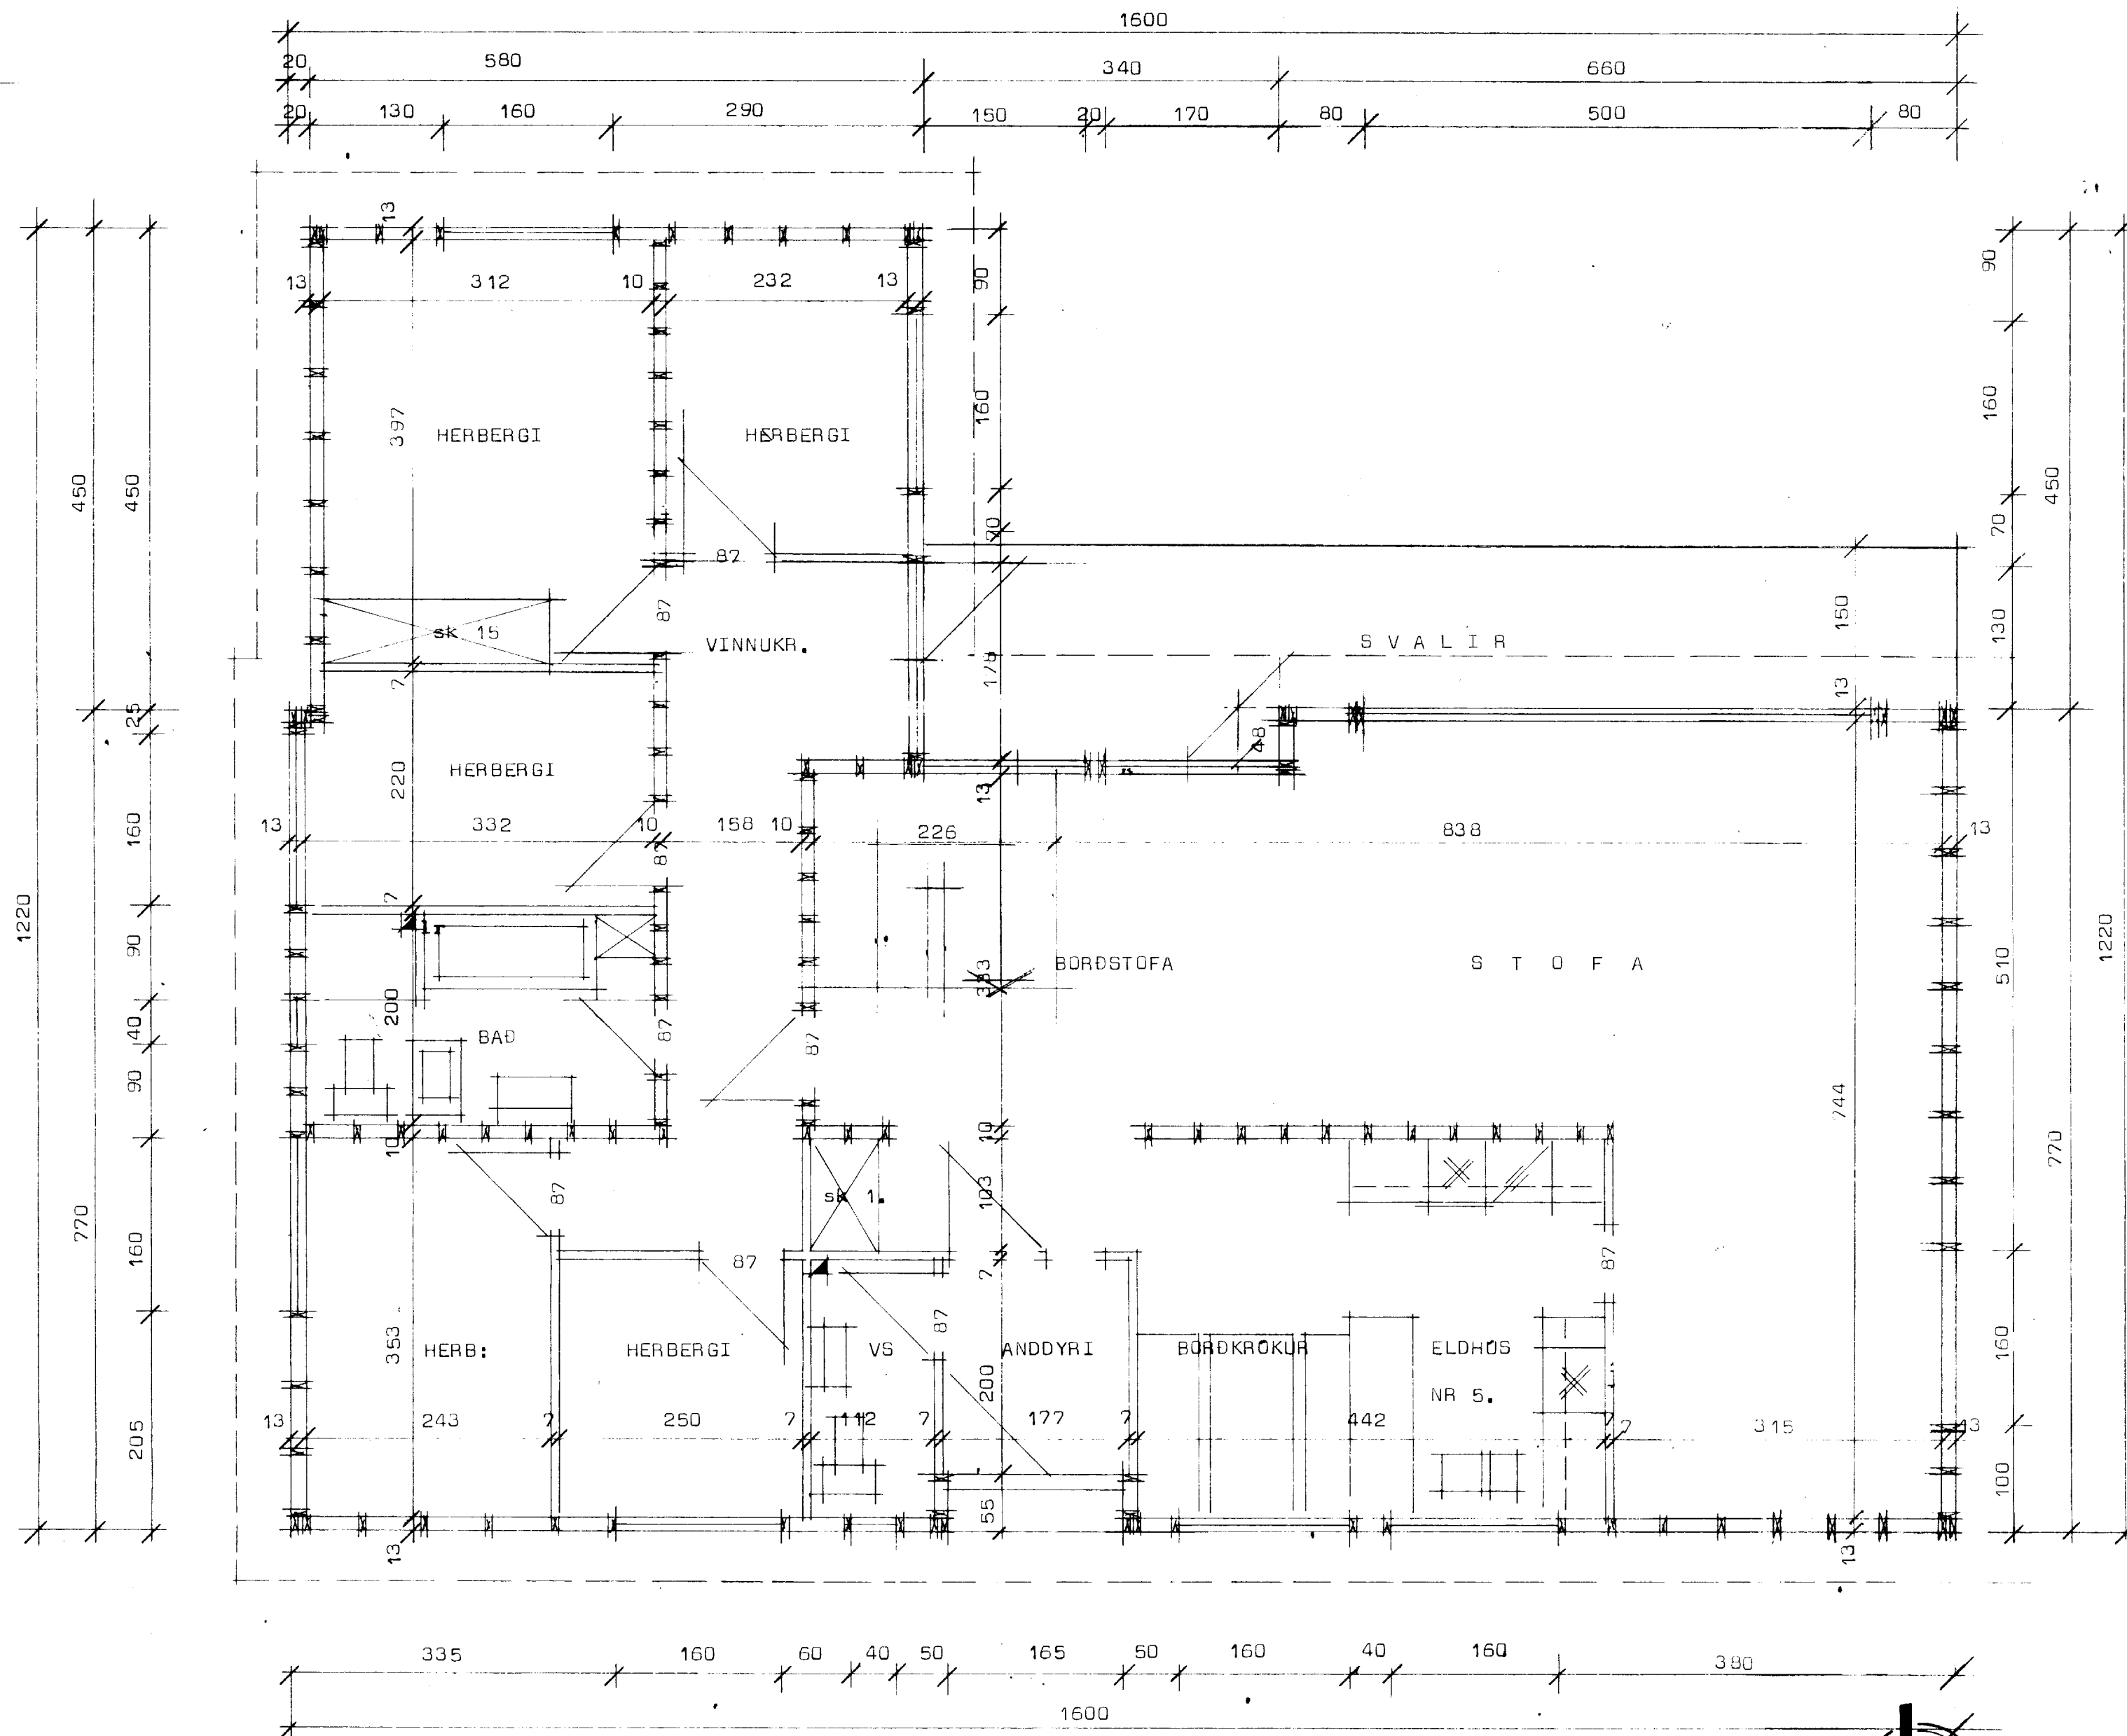 1600
20 580 340 660
20 130 160 290 150 20 170 80 500 80
13
13 312 10 232 13 90 90
397 160 160
HERBERGI HERBERGI
450 450 450
87 70 70
sk 15 87 VINNUKR. SVALIR 150 130
7 178 13
25 48
HERBERGI 220 13
160 13 332 10 158 10 226 838 13
87
1220 7 1220
90 BORÐSTOFA STOFA 510
200 383
40 BAÐ 87 87
90 744
10 10
770 87 sk 1. 103 770
160 87 7 87
353 HERB: HERBERGI VS 87 ANDDYRI BORÐKRÓKUR ELDHÚS 160
200 NR 5.
205 13 243 7 250 7 112 7 177 7 442 7 7 315 13
55 100
13 13
335 160 60 40 50 165 50 160 40 160 380
1600